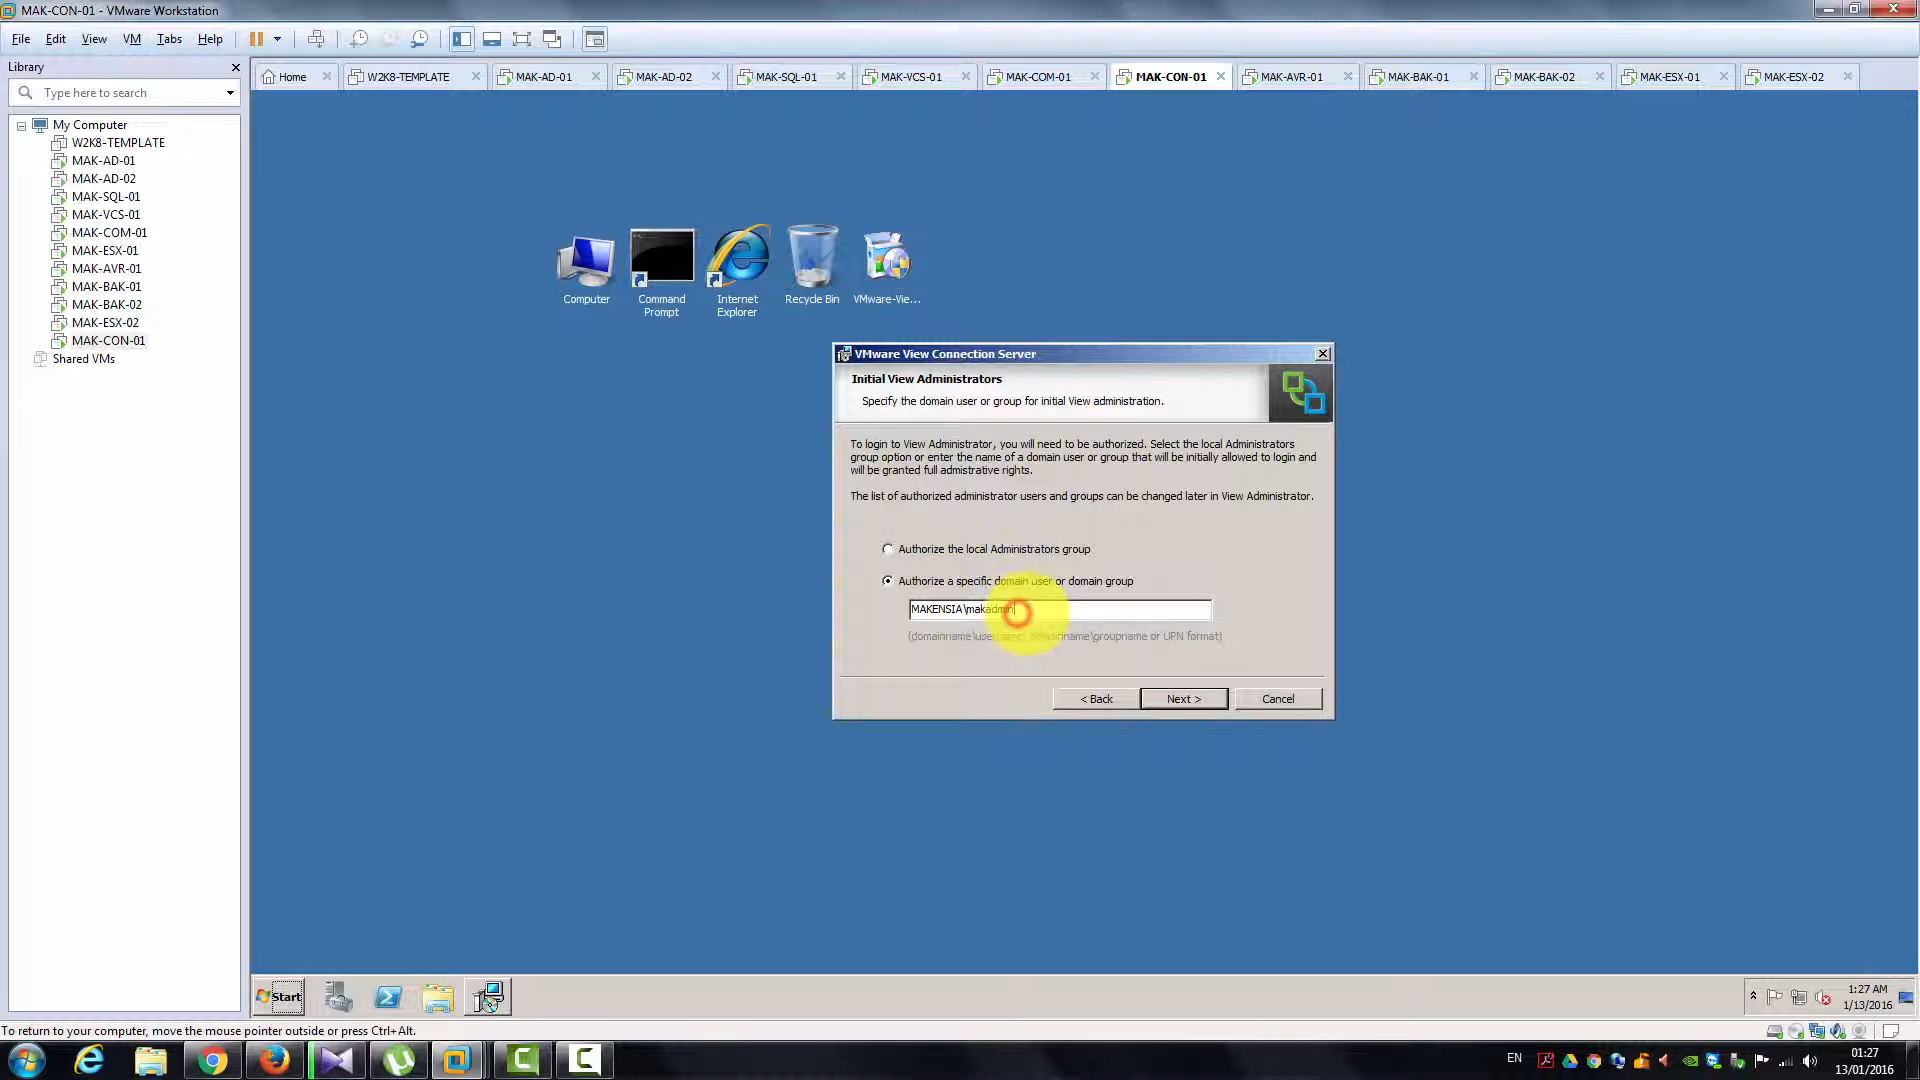 MAK-CON-01 - VMware Workstation
File Edit View VM Tabs Help
Library
Type here to search
My Computer
W2K8-TEMPLATE
MAK-AD-01
MAK-AD-02
MAK-SQL-01
MAK-VCS-01
MAK-COM-01
MAK-ESX-01
MAK-AVR-01
MAK-BAK-01
MAK-BAK-02
MAK-ESX-02
MAK-CON-01
Shared VMs
Home W2K8-TEMPLATE MAK-AD-01 MAK-AD-02 MAK-SQL-01 MAK-VCS-01 MAK-COM-01 MAK-CON-01 MAK-AVR-01 MAK-BAK-01 MAK-BAK-02 MAK-ESX-01 MAK-ESX-02
Computer
Command Prompt
Internet Explorer
Recycle Bin
VMware-Vie...
VMware View Connection Server
Initial View Administrators
Specify the domain user or group for initial View administration.
To login to View Administrator, you will need to be authorized. Select the local Administrators
group option or enter the name of a domain user or group that will be initially allowed to login and
will be granted full admistrative rights.
The list of authorized administrator users and groups can be changed later in View Administrator.
Authorize the local Administrators group
Authorize a specific domain user or domain group
MAKENSIA\makadmin
(domainname\username, domainname\groupname or UPN format)
< Back Next > Cancel
Start
1:27 AM
1/13/2016
To return to your computer, move the mouse pointer outside or press Ctrl+Alt.
EN
01:27
13/01/2016